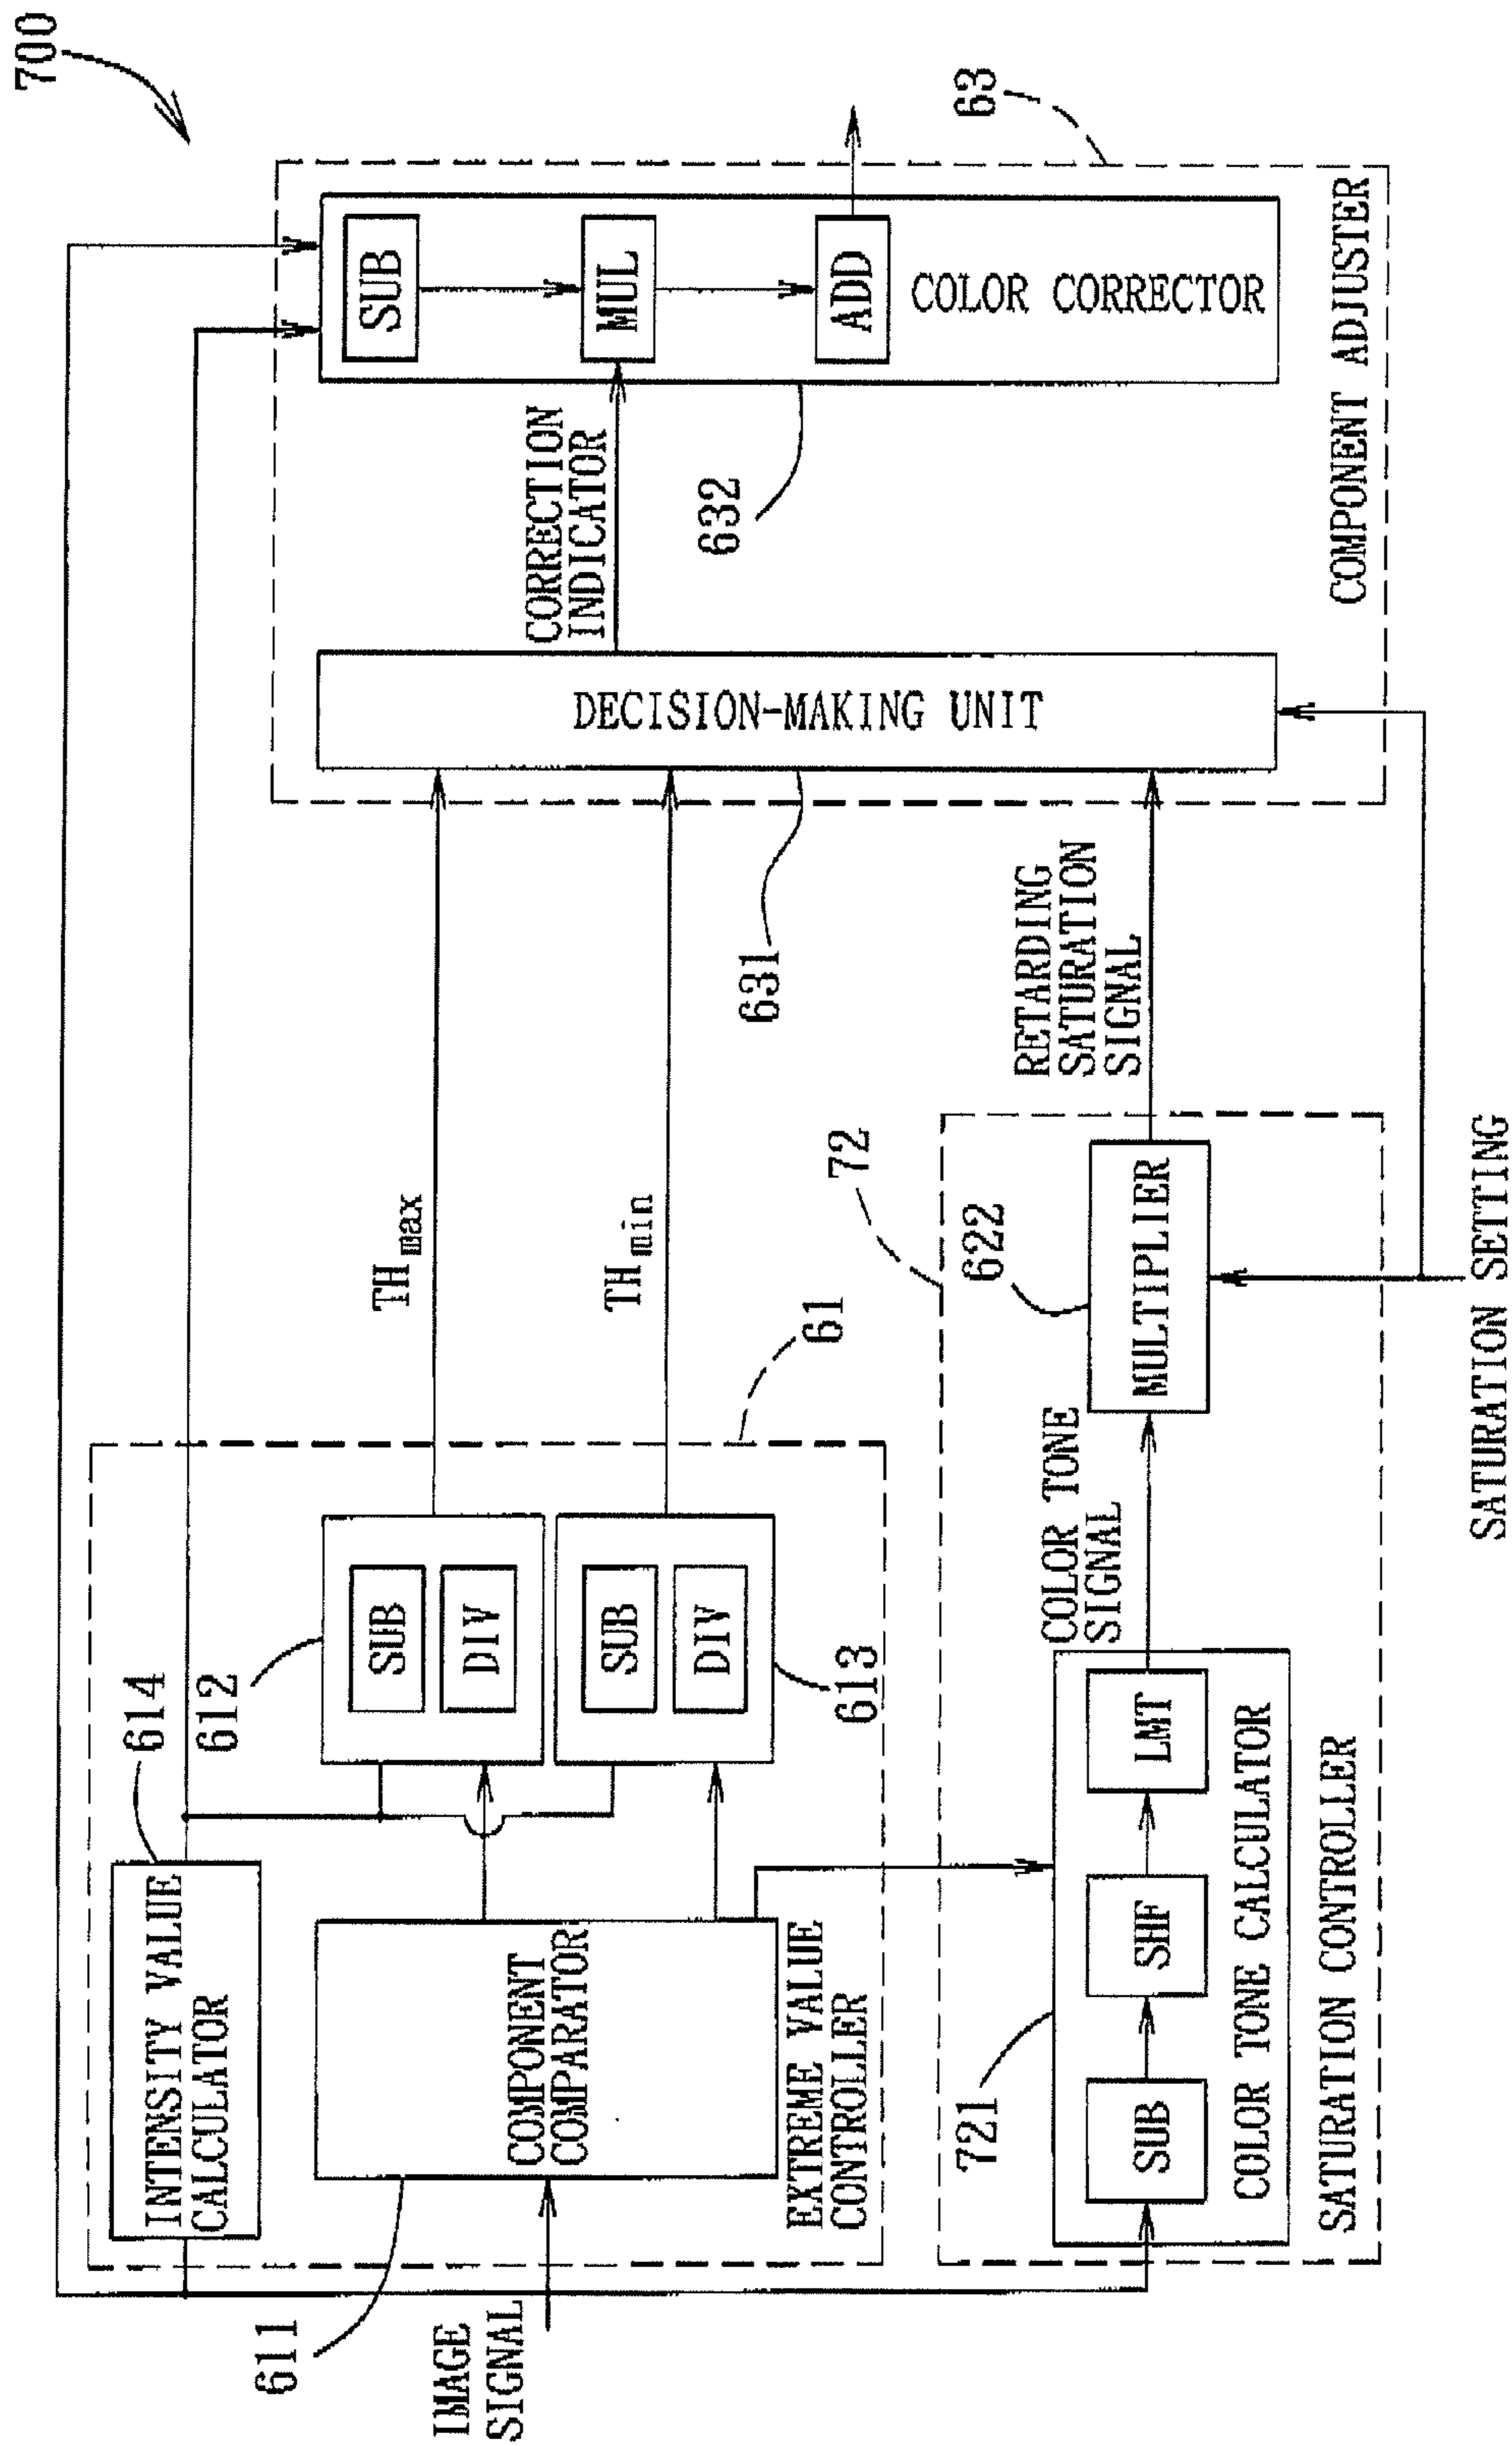 700
614
INTENSITY VALUE
CALCULATOR
612
SUB
DIV
TH max
611
COMPONENT
COMPARATOR
IMAGE
SIGNAL
SUB
DIV
613
TH min
EXTREME VALUE
CONTROLLER
61
721
SUB
SHF
LMT
COLOR TONE CALCULATOR
SATURATION CONTROLLER
COLOR TONE
SIGNAL
622
MULTIPLIER
72
SATURATION SETTING
RETARDING
SATURATION
SIGNAL
631
DECISION-MAKING UNIT
CORRECTION
INDICATOR
632
SUB
MUL
ADD
COLOR CORRECTOR
COMPONENT ADJUSTER
63